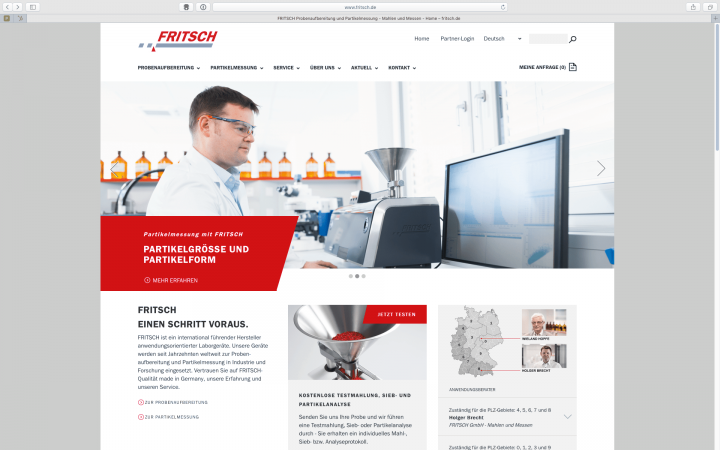 www.fritsch.de
FRITSCH Probenaufbereitung und Partikelmessung - Mahlen und Messen - Home - fritsch.de
FRITSCH
Home Partner-Login Deutsch
PROBENAUFBEREITUNG PARTIKELMESSUNG SERVICE ÜBER UNS AKTUELL KONTAKT
MEINE ANFRAGE (0)
Partikelmessung mit FRITSCH
PARTIKELGRÖSSE UND
PARTIKELFORM
MEHR ERFAHREN
FRITSCH
EINEN SCHRITT VORAUS.
FRITSCH ist ein international führender Hersteller
anwendungsorientierter Laborgeräte. Unsere Geräte
werden seit Jahrzehnten weltweit zur Proben-
aufbereitung und Partikelmessung in Industrie und
Forschung eingesetzt. Vertrauen Sie auf FRITSCH-
Qualität made in Germany, unsere Erfahrung und
unseren Service.
ZUR PROBENAUFBEREITUNG
ZUR PARTIKELMESSUNG
JETZT TESTEN
KOSTENLOSE TESTMAHLUNG, SIEB- UND
PARTIKELANALYSE
Senden Sie uns Ihre Probe und wir führen
eine Testmahlung, Sieb- oder Partikelanalyse
durch - Sie erhalten ein individuelles Mahl-,
Sieb- bzw. Analyseprotokoll.
WIELAND HOPFE
HOLGER BRECHT
ANWENDUNGSBERATER
Zuständig für die PLZ-Gebiete: 4, 5, 6, 7 und 8
Holger Brecht
FRITSCH GmbH - Mahlen und Messen
Zuständig für die PLZ-Gebiete: 0, 1, 2, 3 und 9